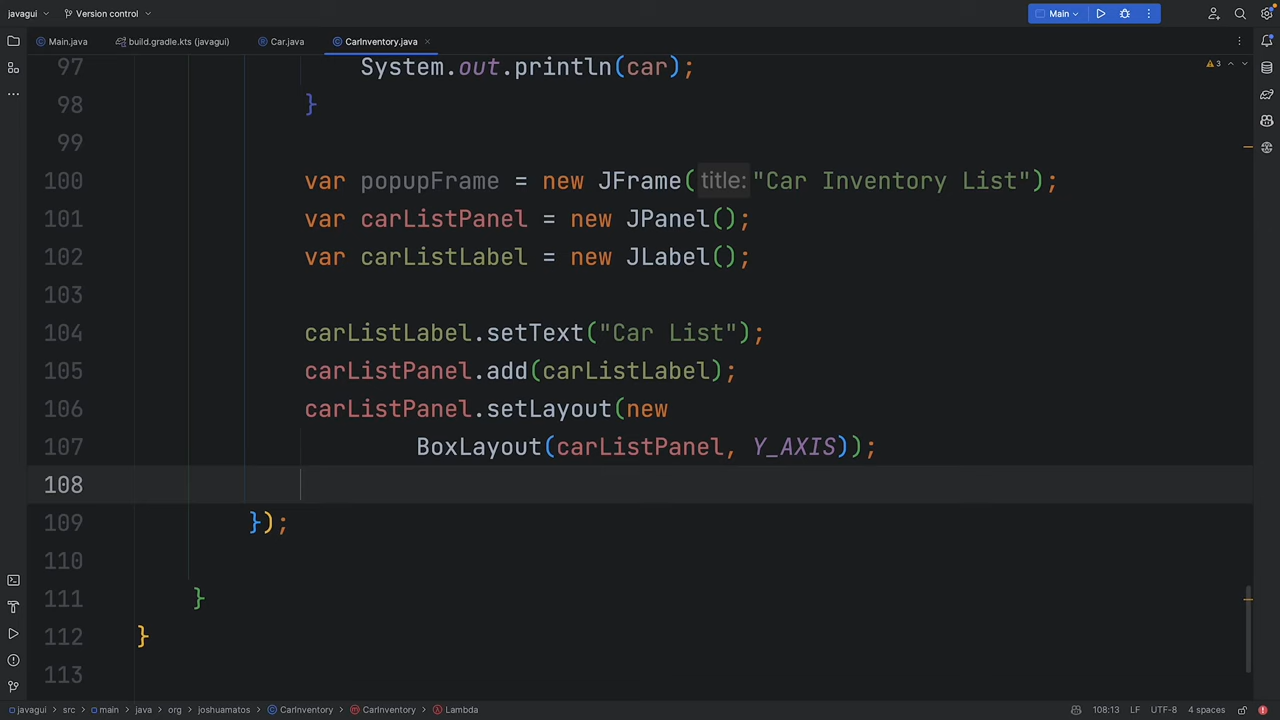 javagui
Version control
Main
Main.java
build.gradle.kts (javagui)
Car.java
CarInventory.java
3
97 System.out.println(car);
98 }
99
100 var popupFrame = new JFrame( title: "Car Inventory List");
101 var carListPanel = new JPanel();
102 var carListLabel = new JLabel();
103
104 carListLabel.setText("Car List");
105 carListPanel.add(carListLabel);
106 carListPanel.setLayout(new
107 BoxLayout(carListPanel, Y_AXIS));
108
109 });
110
111 }
112 }
113
javagui > src > main > java > org > joshuamatos > CarInventory > CarInventory > Lambda
108:13 LF UTF-8 4 spaces